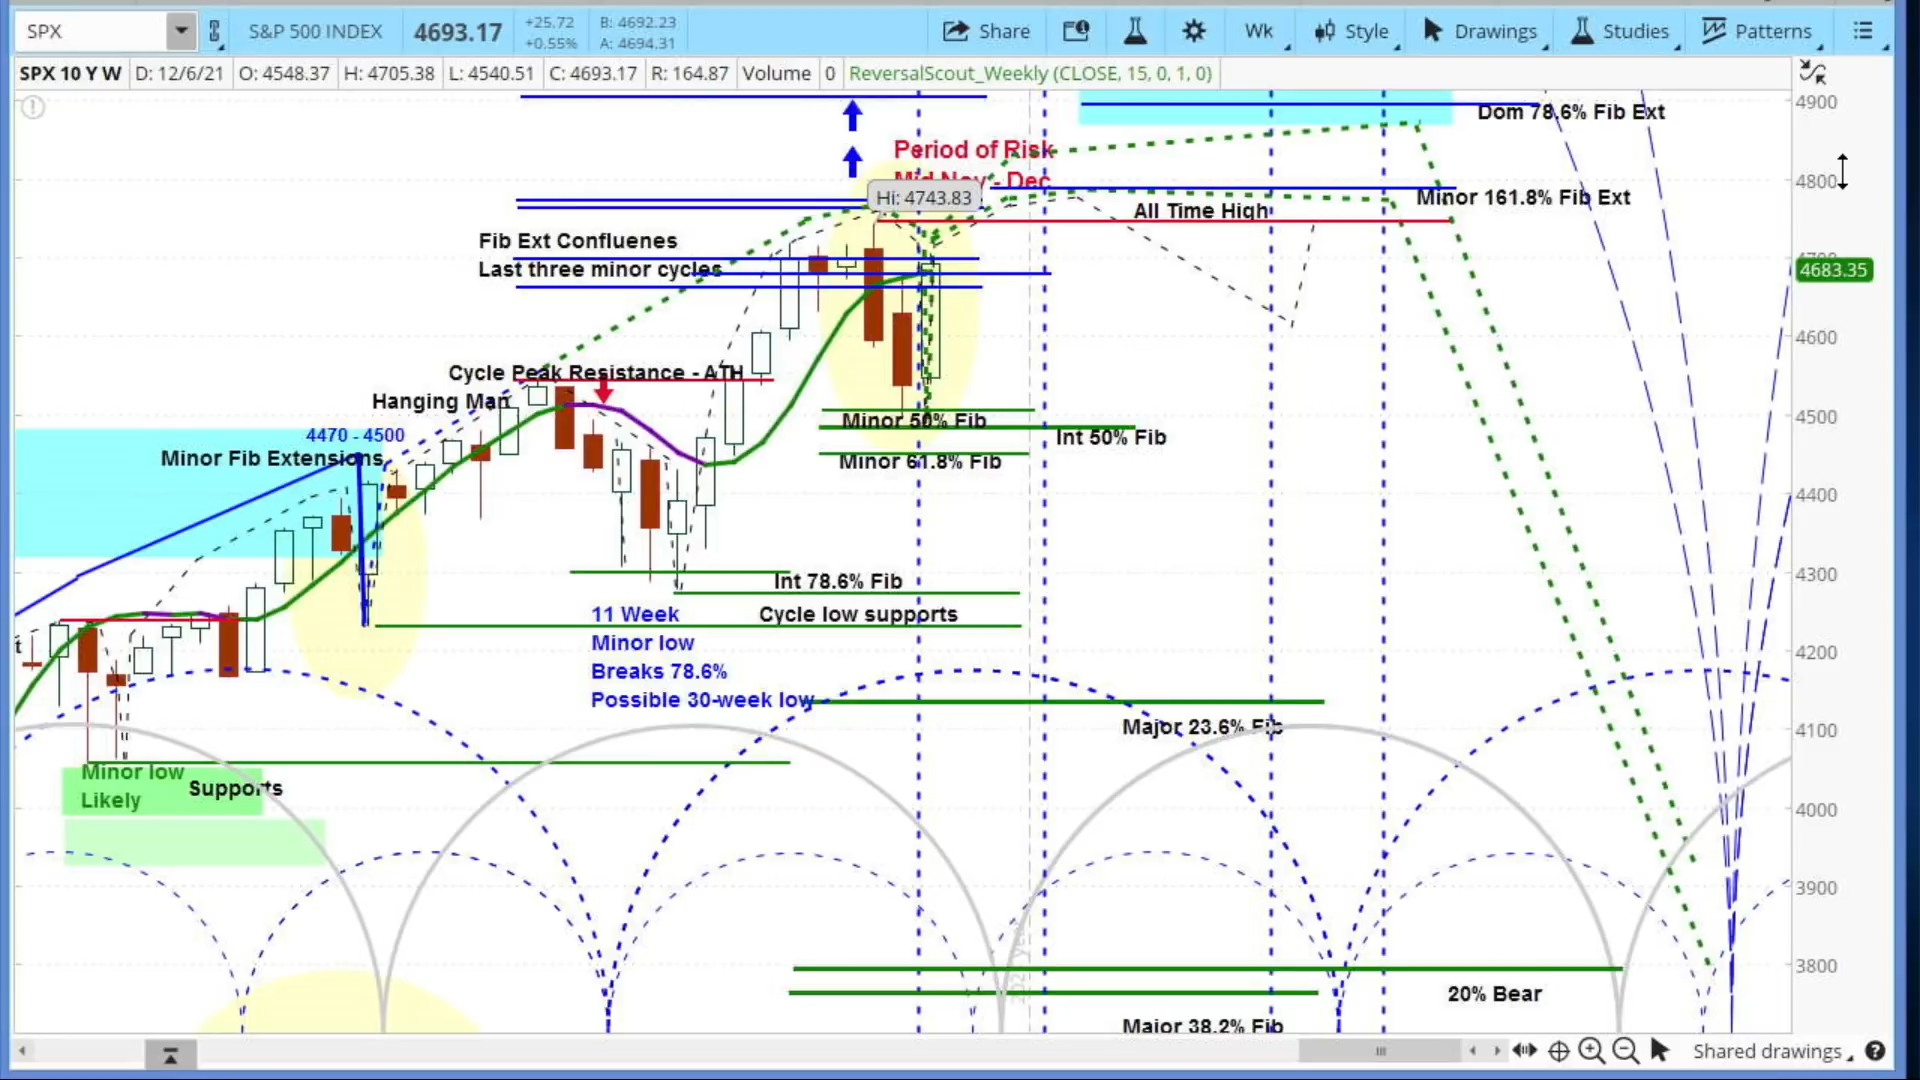 SPX
S&P 500 INDEX
4693.17
+25.72
+0.55%
B: 4692.23
A: 4694.31
Share
Wk
Style
Drawings
Studies
Patterns
SPX 10 Y W
D: 12/6/21
O: 4548.37
H: 4705.38
L: 4540.51
C: 4693.17
R: 164.87
Volume
0
ReversalScout_Weekly (CLOSE, 15, 0, 1, 0)
4900
Dom 78.6% Fib Ext
Period of Risk
Mid Nov - Dec
4800
Hi: 4743.83
Minor 161.8% Fib Ext
All Time High
Fib Ext Confluenes
Last three minor cycles
4683.35
4600
Cycle Peak Resistance - ATH
Hanging Man
4500
Minor 50% Fib
4470 - 4500
Int 50% Fib
Minor Fib Extensions
Minor 61.8% Fib
4400
4300
Int 78.6% Fib
11 Week
Cycle low supports
Minor low
4200
Breaks 78.6%
Possible 30-week low
Major 23.6% Fib
4100
Minor low
Likely
Supports
4000
3900
3800
20% Bear
Major 38.2% Fib
Shared drawings